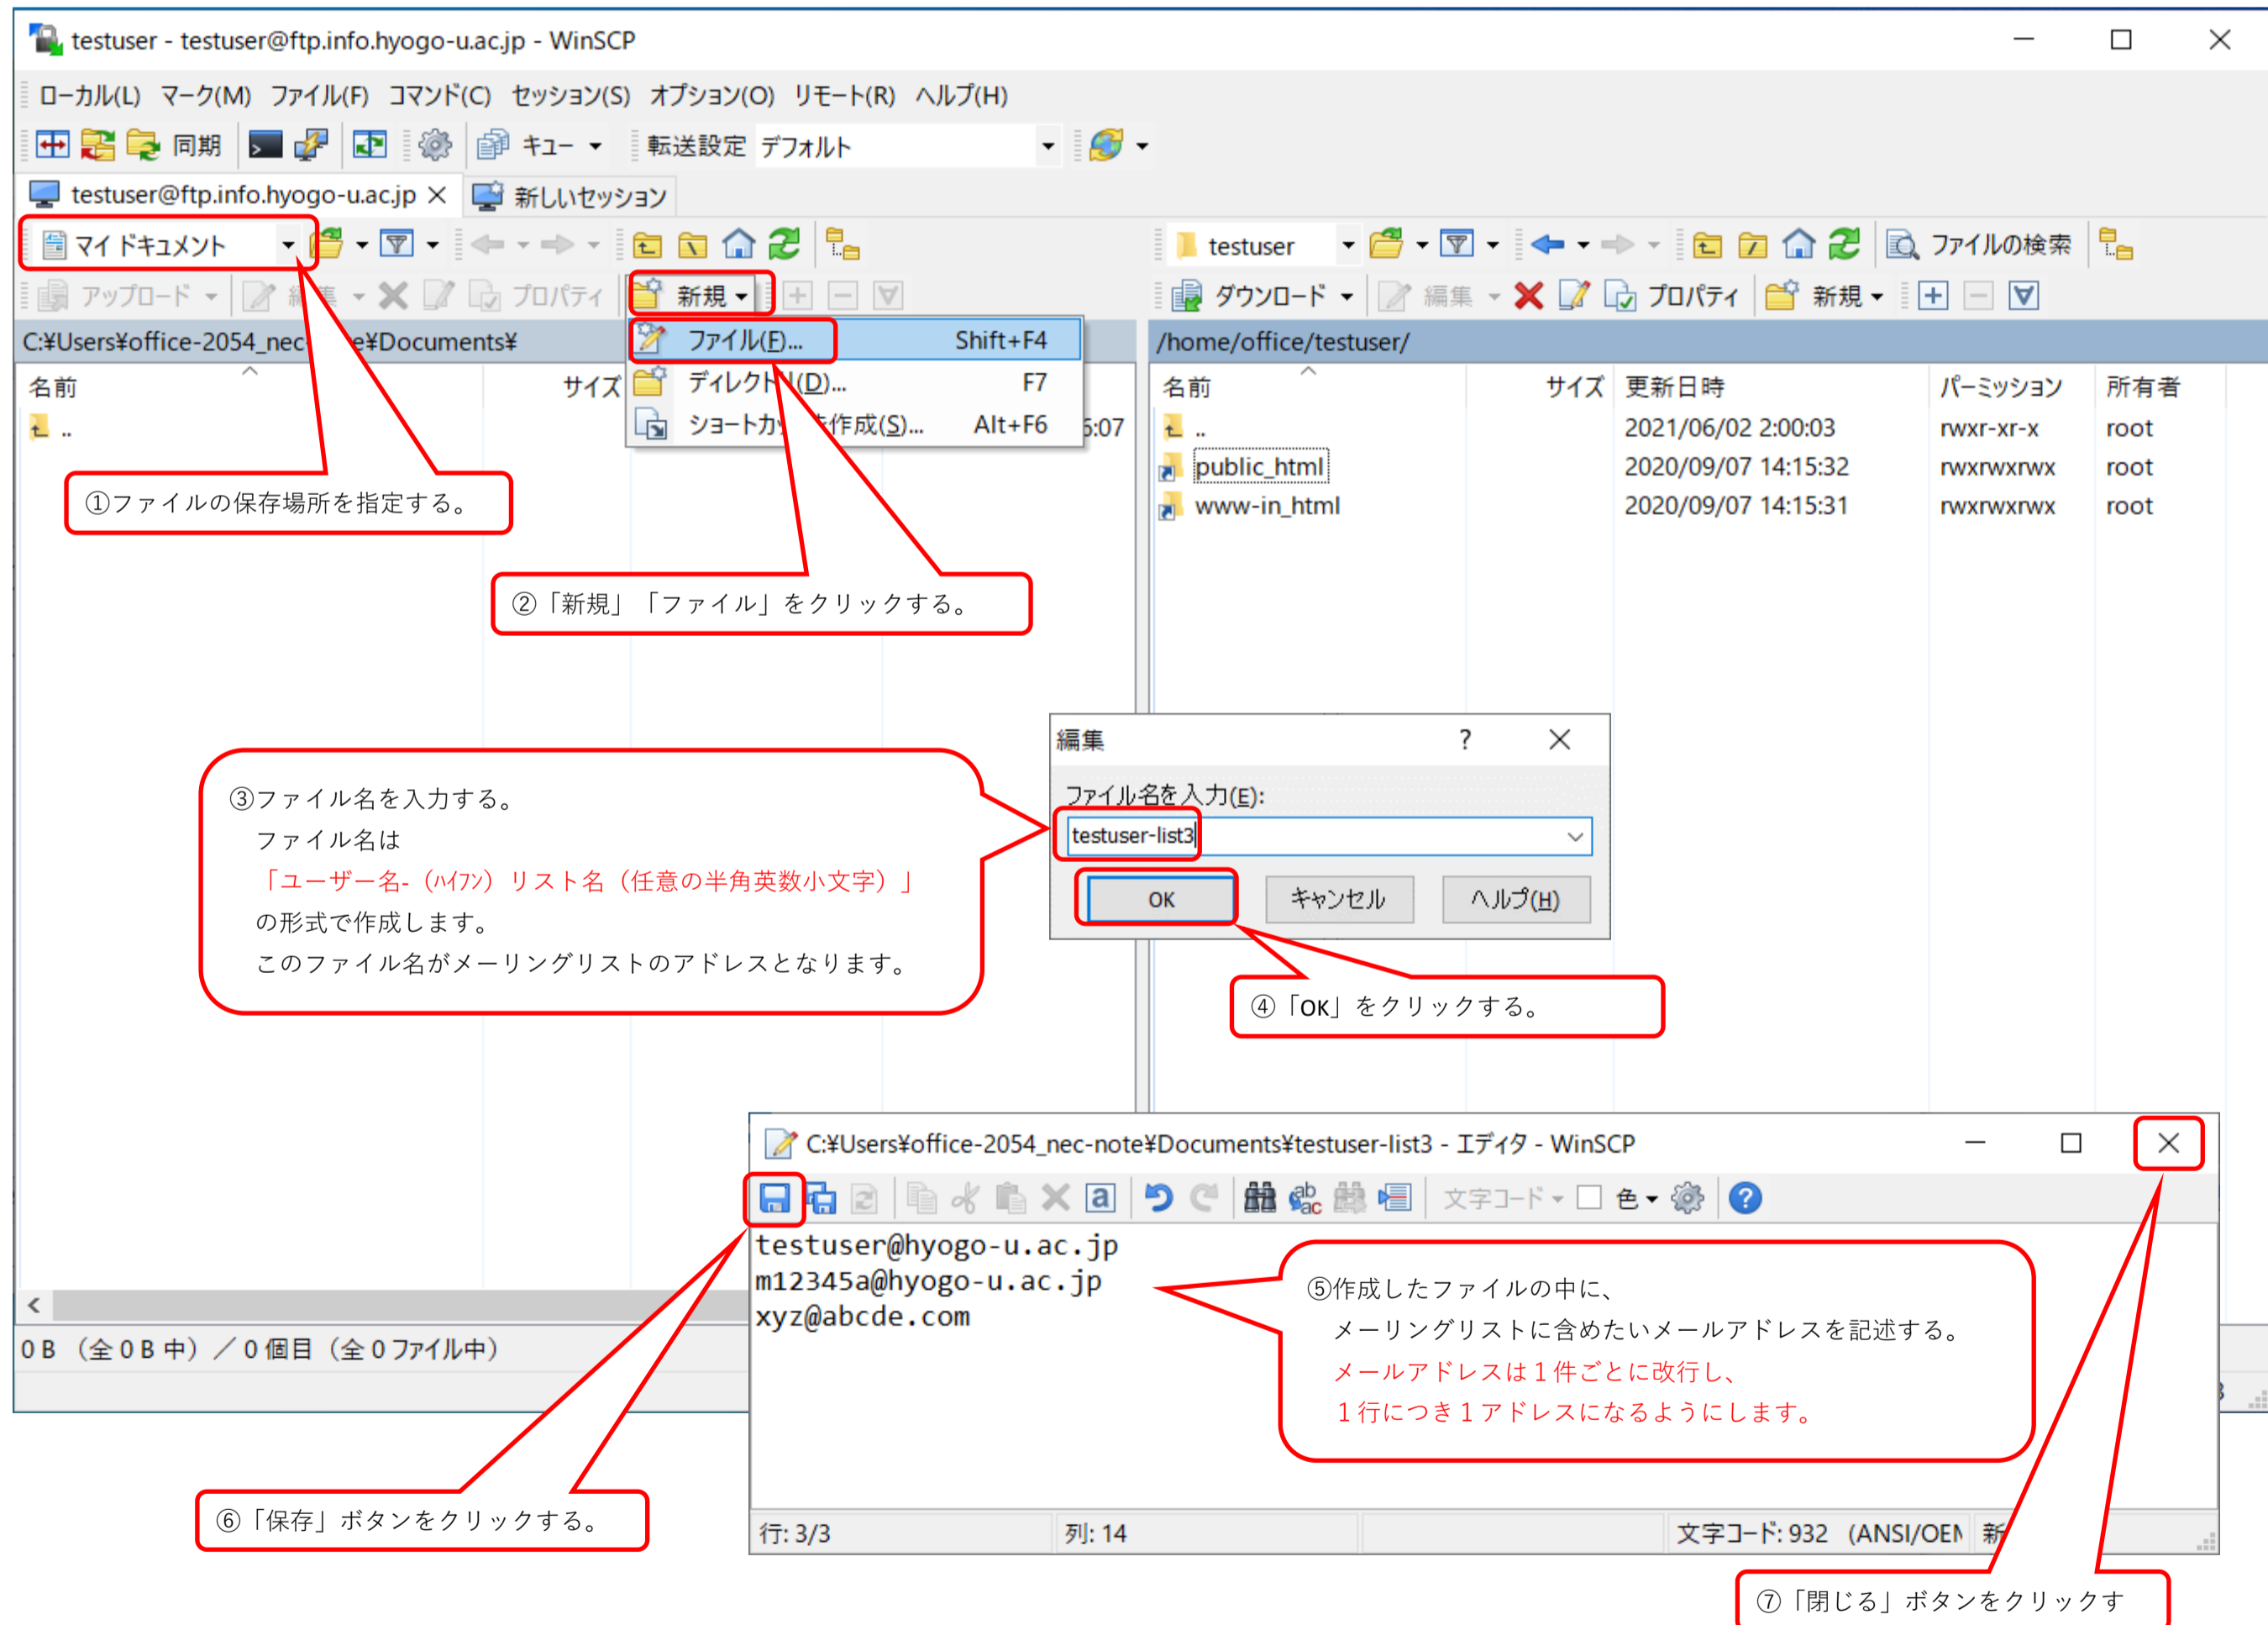 testuser - testuser@ftp.info.hyogo-u.ac.jp - WinSCP
ローカル(L) マーク(M) ファイル(F) コマンド(C) セッション(S) オプション(O) リモート(R) ヘルプ(H)
同期 キュー 転送設定 デフォルト
testuser@ftp.info.hyogo-u.ac.jp 新しいセッション
マイ ドキュメント
testuser ファイルの検索
アップロード プロパティ 新規
ダウンロード 編集 プロパティ 新規
C:¥Users¥office-2054_nec- e¥Documents¥
/home/office/testuser/
ファイル(F)... Shift+F4
ディレクトリ(D)... F7
ショートカッ 作成(S)... Alt+F6
名前 サイズ
..
5:07
名前 サイズ 更新日時 パーミッション 所有者
.. 2021/06/02 2:00:03 rwxr-xr-x root
public_html 2020/09/07 14:15:32 rwxrwxrwx root
www-in_html 2020/09/07 14:15:31 rwxrwxrwx root
①ファイルの保存場所を指定する。
②「新規」「ファイル」をクリックする。
③ファイル名を入力する。
ファイル名は
「ユーザー名-（ﾊｲﾌﾝ）リスト名（任意の半角英数小文字）」
の形式で作成します。
このファイル名がメーリングリストのアドレスとなります。
編集 ?
ファイル名を入力(E):
testuser-list3
OK キャンセル ヘルプ(H)
④「OK」をクリックする。
C:¥Users¥office-2054_nec-note¥Documents¥testuser-list3 - エディタ - WinSCP
文字コード 色
testuser@hyogo-u.ac.jp
m12345a@hyogo-u.ac.jp
xyz@abcde.com
⑤作成したファイルの中に、
メーリングリストに含めたいメールアドレスを記述する。
メールアドレスは１件ごとに改行し、
１行につき１アドレスになるようにします。
0 B （全 0 B 中）／ 0 個目（全 0 ファイル中）
⑥「保存」ボタンをクリックする。
行: 3/3 列: 14 文字コード: 932 (ANSI/OEM 新
⑦「閉じる」ボタンをクリックす